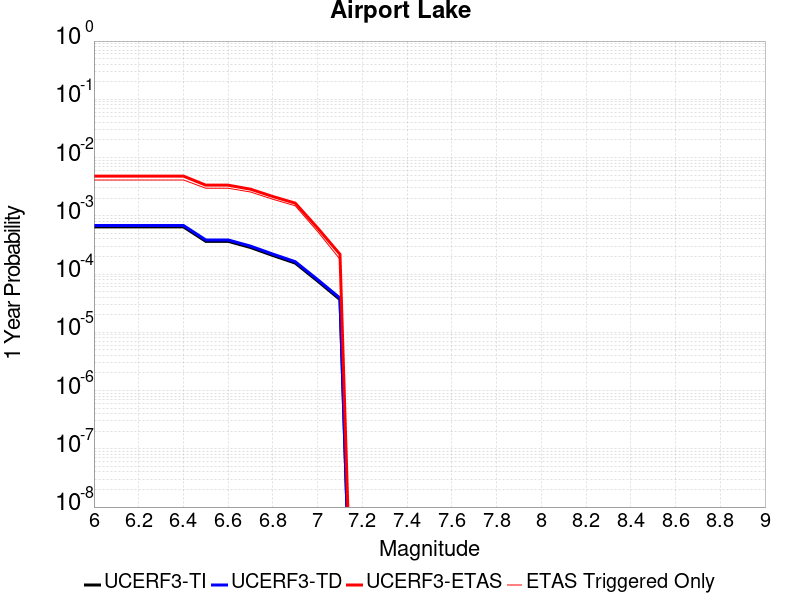 Airport Lake
10^0
10^-1
10^-2
10^-3
10^-4
10^-5
10^-6
10^-7
10^-8
1 Year Probability
6 6.2 6.4 6.6 6.8 7 7.2 7.4 7.6 7.8 8 8.2 8.4 8.6 8.8 9
Magnitude
UCERF3-TI UCERF3-TD UCERF3-ETAS ETAS Triggered Only